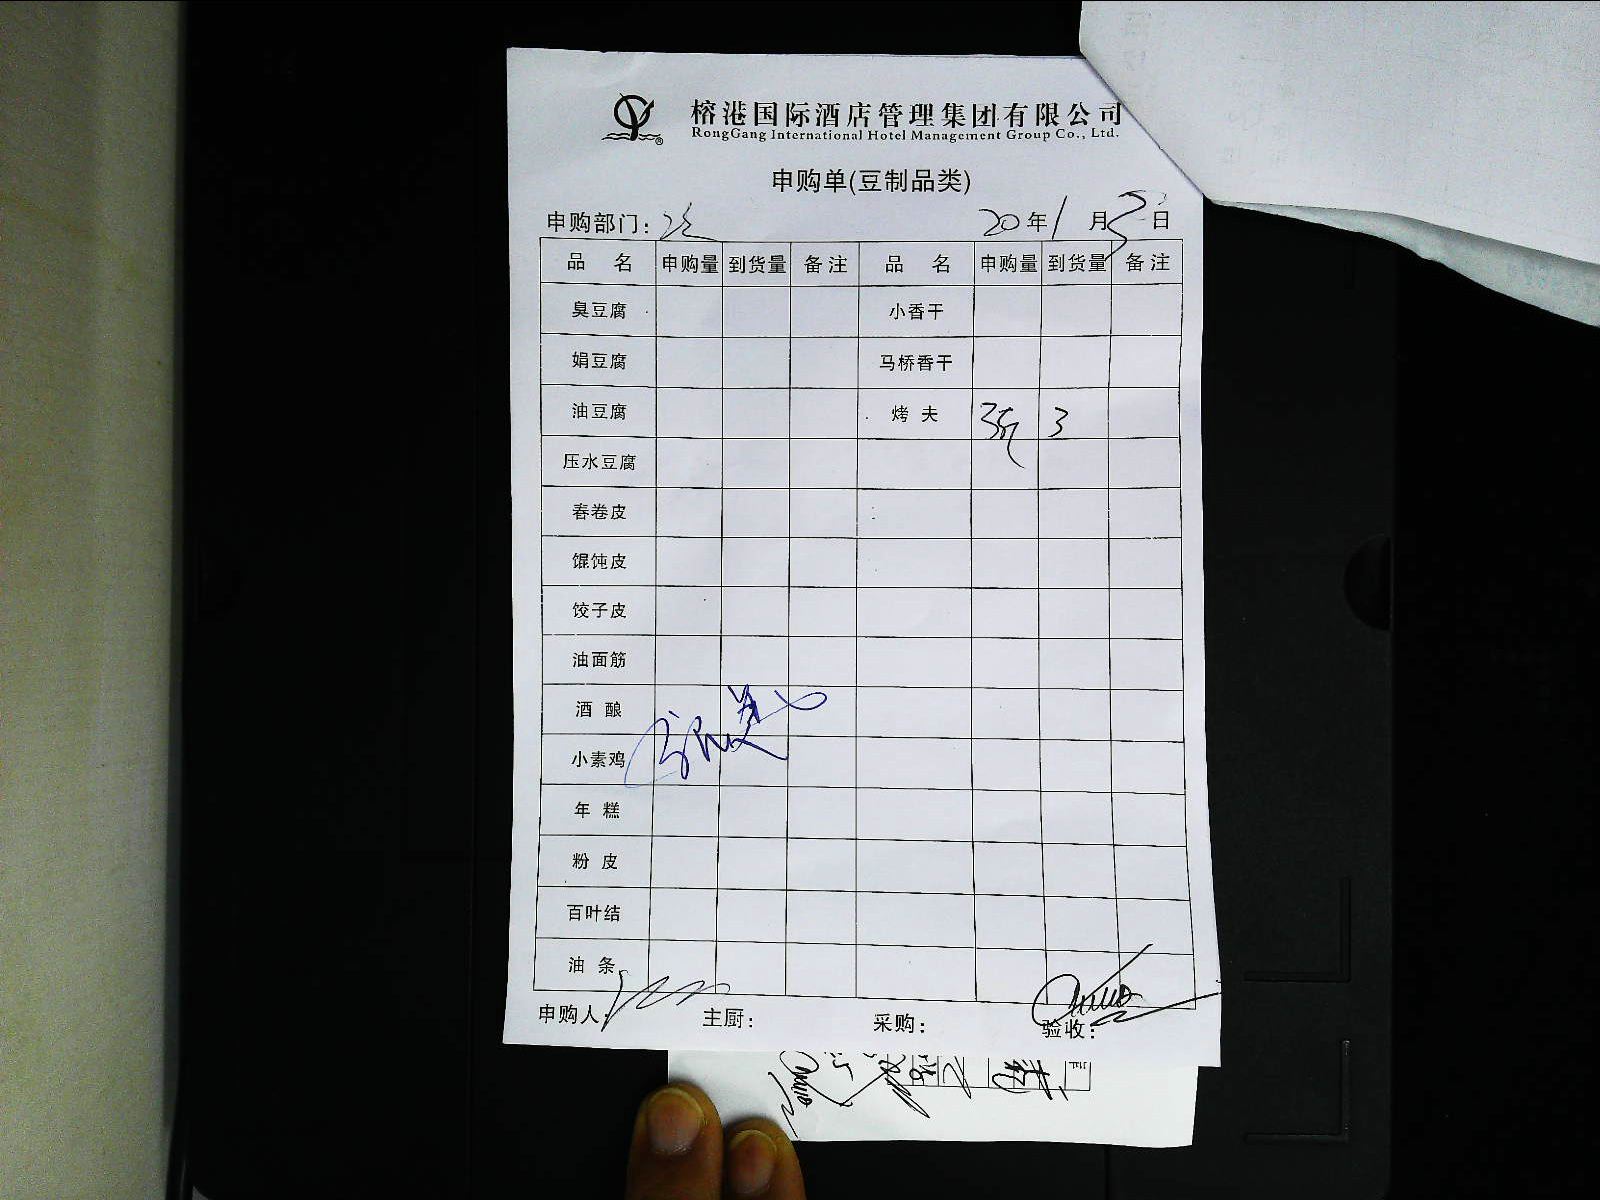 榕港国际酒店管理集团有限公司
RongGang International Hotel Management Group Co., Ltd.
®
申购单(豆制品类)
申购部门: 20年1月 日
品 名 申购量 到货量 备注 品 名 申购量 到货量 备注
臭豆腐 小香干
娟豆腐 马桥香干
油豆腐 烤 夫 3斤 3
压水豆腐
春卷皮
馄饨皮
饺子皮
油面筋
酒 酿
小素鸡
年 糕
粉 皮
百叶结
油 条
申购人: 主厨: 采购: 验收: